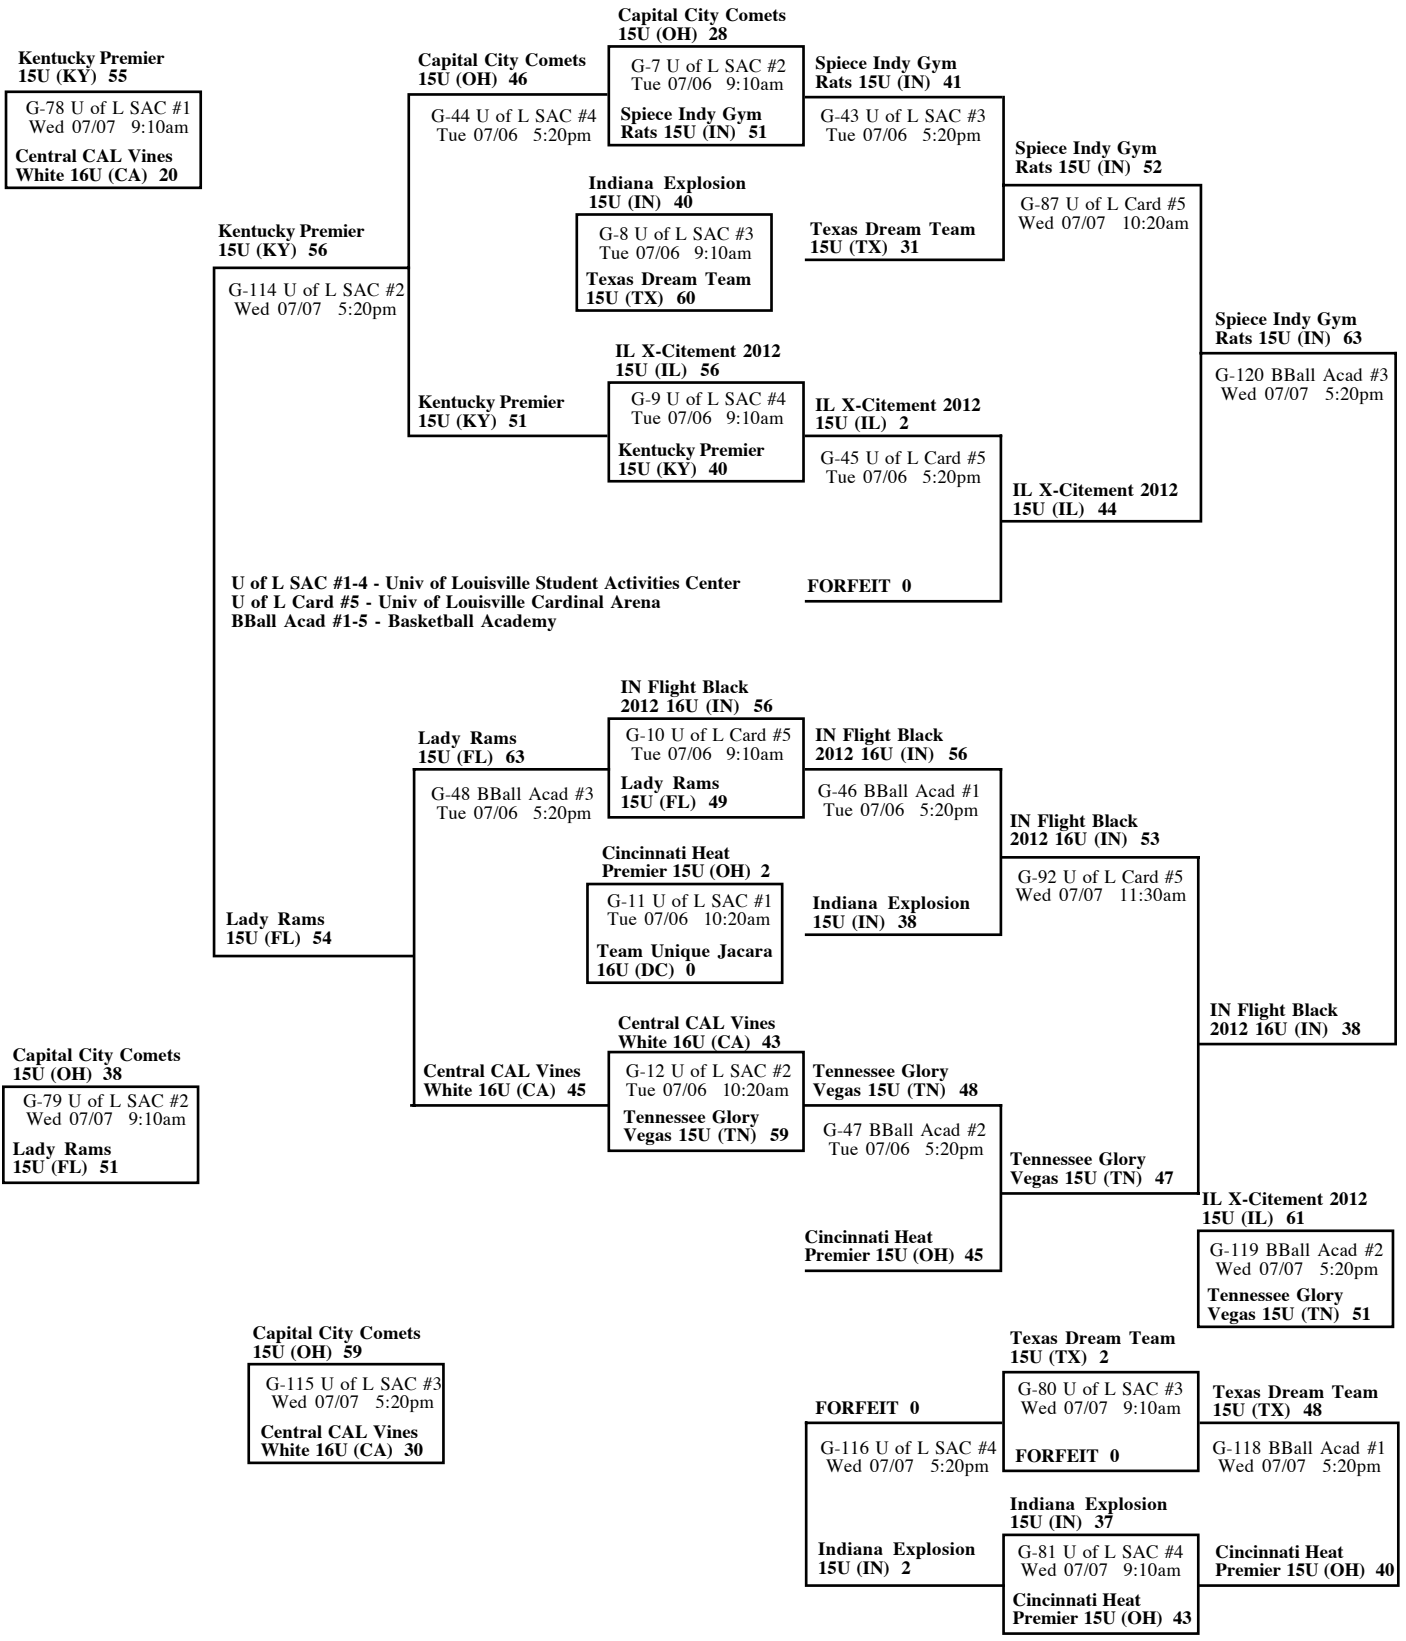 Capital City Comets
15U (OH) 28
G-7 U of L SAC #2
Tue 07/06 9:10am
Spiece Indy Gym
Rats 15U (IN) 51
Kentucky Premier
15U (KY) 55
G-78 U of L SAC #1
Wed 07/07 9:10am
Central CAL Vines
White 16U (CA) 20
Capital City Comets
15U (OH) 46
G-44 U of L SAC #4
Tue 07/06 5:20pm
Spiece Indy Gym
Rats 15U (IN) 41
G-43 U of L SAC #3
Tue 07/06 5:20pm
Spiece Indy Gym
Rats 15U (IN) 52
G-87 U of L Card #5
Wed 07/07 10:20am
Indiana Explosion
15U (IN) 40
G-8 U of L SAC #3
Tue 07/06 9:10am
Texas Dream Team
15U (TX) 60
Texas Dream Team
15U (TX) 31
Kentucky Premier
15U (KY) 56
G-114 U of L SAC #2
Wed 07/07 5:20pm
Spiece Indy Gym
Rats 15U (IN) 63
G-120 BBall Acad #3
Wed 07/07 5:20pm
IL X-Citement 2012
15U (IL) 56
G-9 U of L SAC #4
Tue 07/06 9:10am
Kentucky Premier
15U (KY) 40
Kentucky Premier
15U (KY) 51
IL X-Citement 2012
15U (IL) 2
G-45 U of L Card #5
Tue 07/06 5:20pm
IL X-Citement 2012
15U (IL) 44
FORFEIT 0
U of L SAC #1-4 - Univ of Louisville Student Activities Center
U of L Card #5 - Univ of Louisville Cardinal Arena
BBall Acad #1-5 - Basketball Academy
IN Flight Black
2012 16U (IN) 56
G-10 U of L Card #5
Tue 07/06 9:10am
Lady Rams
15U (FL) 49
Lady Rams
15U (FL) 63
G-48 BBall Acad #3
Tue 07/06 5:20pm
IN Flight Black
2012 16U (IN) 56
G-46 BBall Acad #1
Tue 07/06 5:20pm
IN Flight Black
2012 16U (IN) 53
G-92 U of L Card #5
Wed 07/07 11:30am
Cincinnati Heat
Premier 15U (OH) 2
G-11 U of L SAC #1
Tue 07/06 10:20am
Team Unique Jacara
16U (DC) 0
Indiana Explosion
15U (IN) 38
Lady Rams
15U (FL) 54
IN Flight Black
2012 16U (IN) 38
Central CAL Vines
White 16U (CA) 43
G-12 U of L SAC #2
Tue 07/06 10:20am
Tennessee Glory
Vegas 15U (TN) 59
Capital City Comets
15U (OH) 38
G-79 U of L SAC #2
Wed 07/07 9:10am
Lady Rams
15U (FL) 51
Central CAL Vines
White 16U (CA) 45
Tennessee Glory
Vegas 15U (TN) 48
G-47 BBall Acad #2
Tue 07/06 5:20pm
Tennessee Glory
Vegas 15U (TN) 47
Cincinnati Heat
Premier 15U (OH) 45
IL X-Citement 2012
15U (IL) 61
G-119 BBall Acad #2
Wed 07/07 5:20pm
Tennessee Glory
Vegas 15U (TN) 51
Capital City Comets
15U (OH) 59
G-115 U of L SAC #3
Wed 07/07 5:20pm
Central CAL Vines
White 16U (CA) 30
Texas Dream Team
15U (TX) 2
G-80 U of L SAC #3
Wed 07/07 9:10am
FORFEIT 0
FORFEIT 0
G-116 U of L SAC #4
Wed 07/07 5:20pm
Texas Dream Team
15U (TX) 48
G-118 BBall Acad #1
Wed 07/07 5:20pm
Indiana Explosion
15U (IN) 37
G-81 U of L SAC #4
Wed 07/07 9:10am
Cincinnati Heat
Premier 15U (OH) 43
Indiana Explosion
15U (IN) 2
Cincinnati Heat
Premier 15U (OH) 40